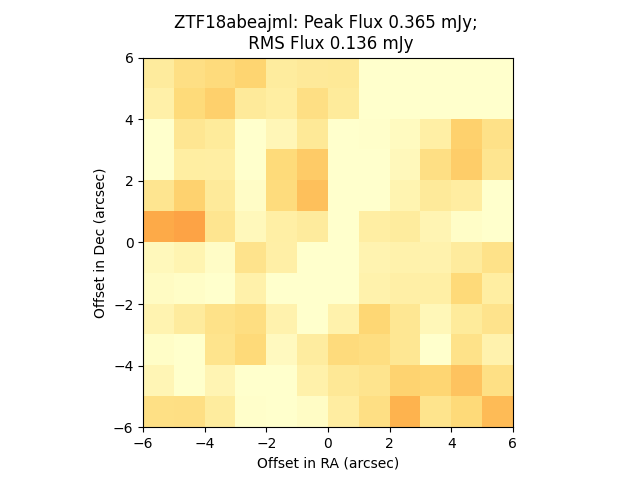 ZTF18abeajml: Peak Flux 0.365 mJy;
RMS Flux 0.136 mJy
6
4
2
0
−2
−4
−6
Offset in Dec (arcsec)
−6 −4 −2 0 2 4 6
Offset in RA (arcsec)